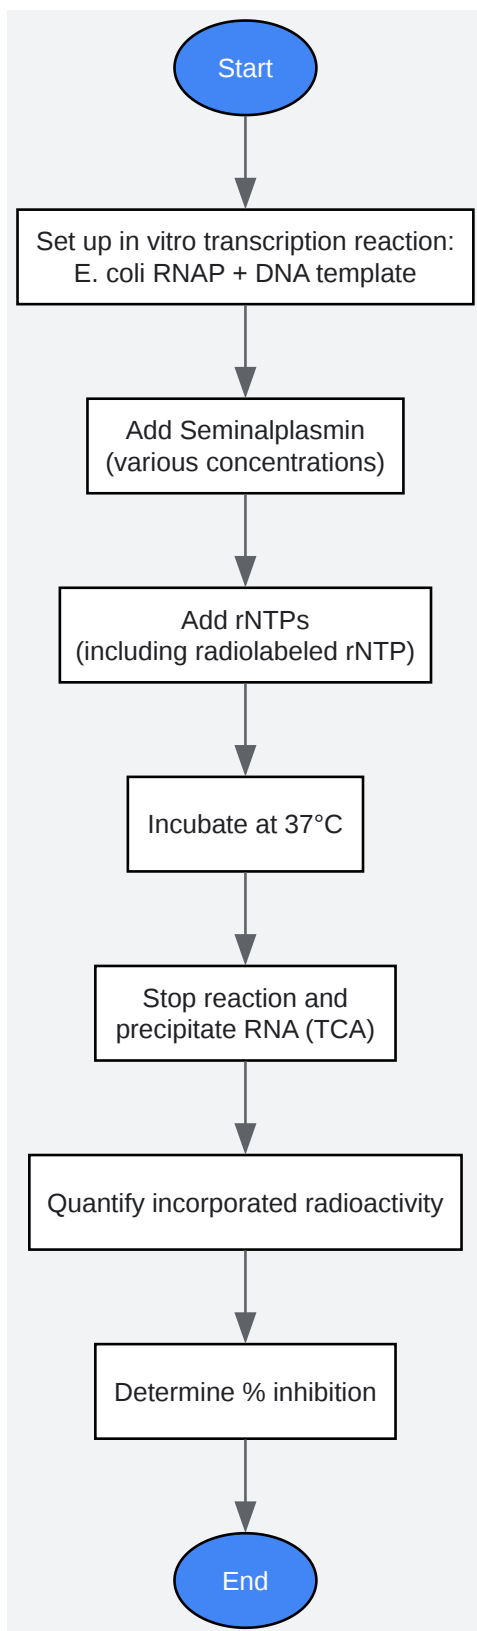 Start
Set up in vitro transcription reaction:
E. coli RNAP + DNA template
Add Seminalplasmin
(various concentrations)
Add rNTPs
(including radiolabeled rNTP)
Incubate at 37°C
Stop reaction and
precipitate RNA (TCA)
Quantify incorporated radioactivity
Determine % inhibition
End